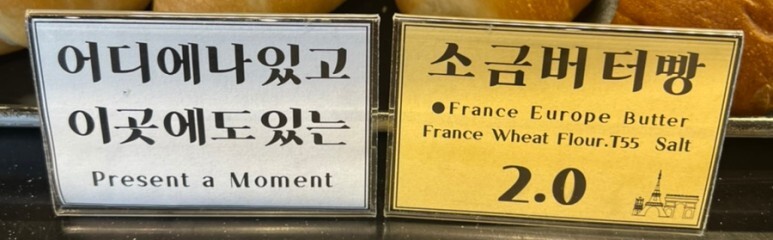 어디에나있고
이곳에도있는
Present a Moment
소금버터빵
●France Europe Butter
France Wheat Flour.T55 Salt
2.0